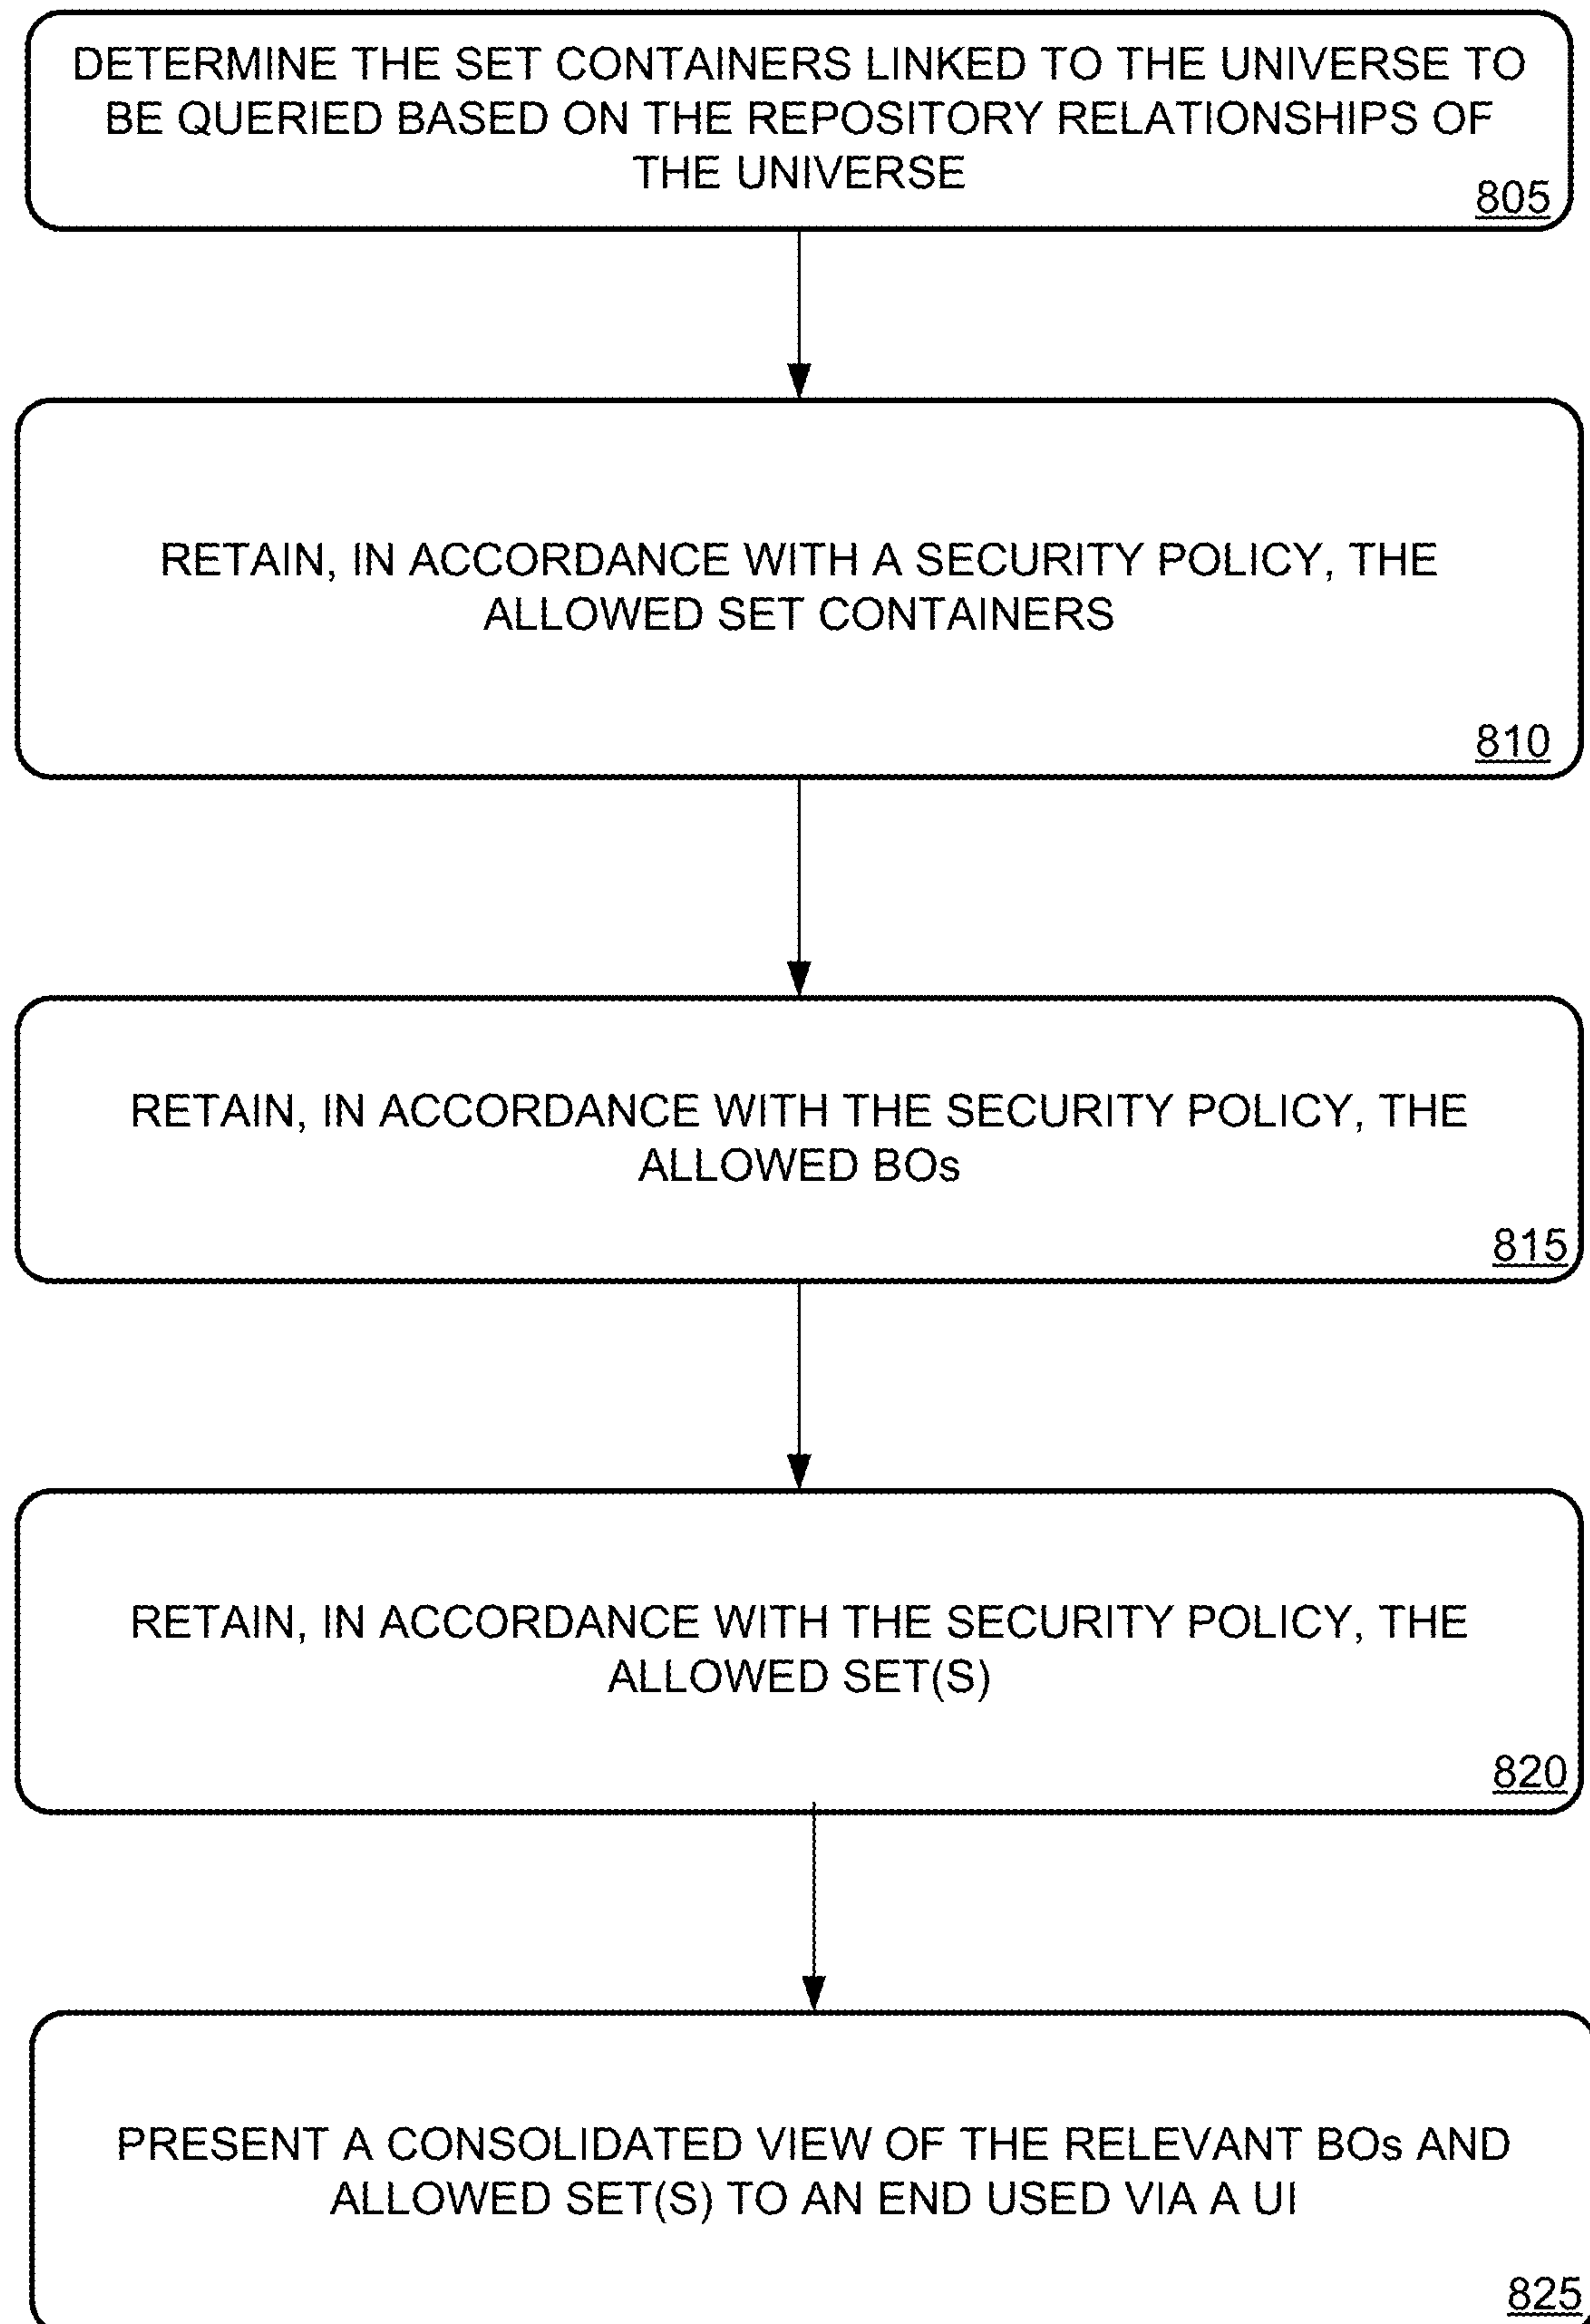 DETERMINE THE SET CONTAINERS LINKED TO THE UNIVERSE TO
BE QUERIED BASED ON THE REPOSITORY RELATIONSHIPS OF
THE UNIVERSE
805
RETAIN, IN ACCORDANCE WITH A SECURITY POLICY, THE
ALLOWED SET CONTAINERS
810
RETAIN, IN ACCORDANCE WITH THE SECURITY POLICY, THE
ALLOWED BOs
815
RETAIN, IN ACCORDANCE WITH THE SECURITY POLICY, THE
ALLOWED SET(S)
820
PRESENT A CONSOLIDATED VIEW OF THE RELEVANT BOs AND
ALLOWED SET(S) TO AN END USED VIA A UI
825